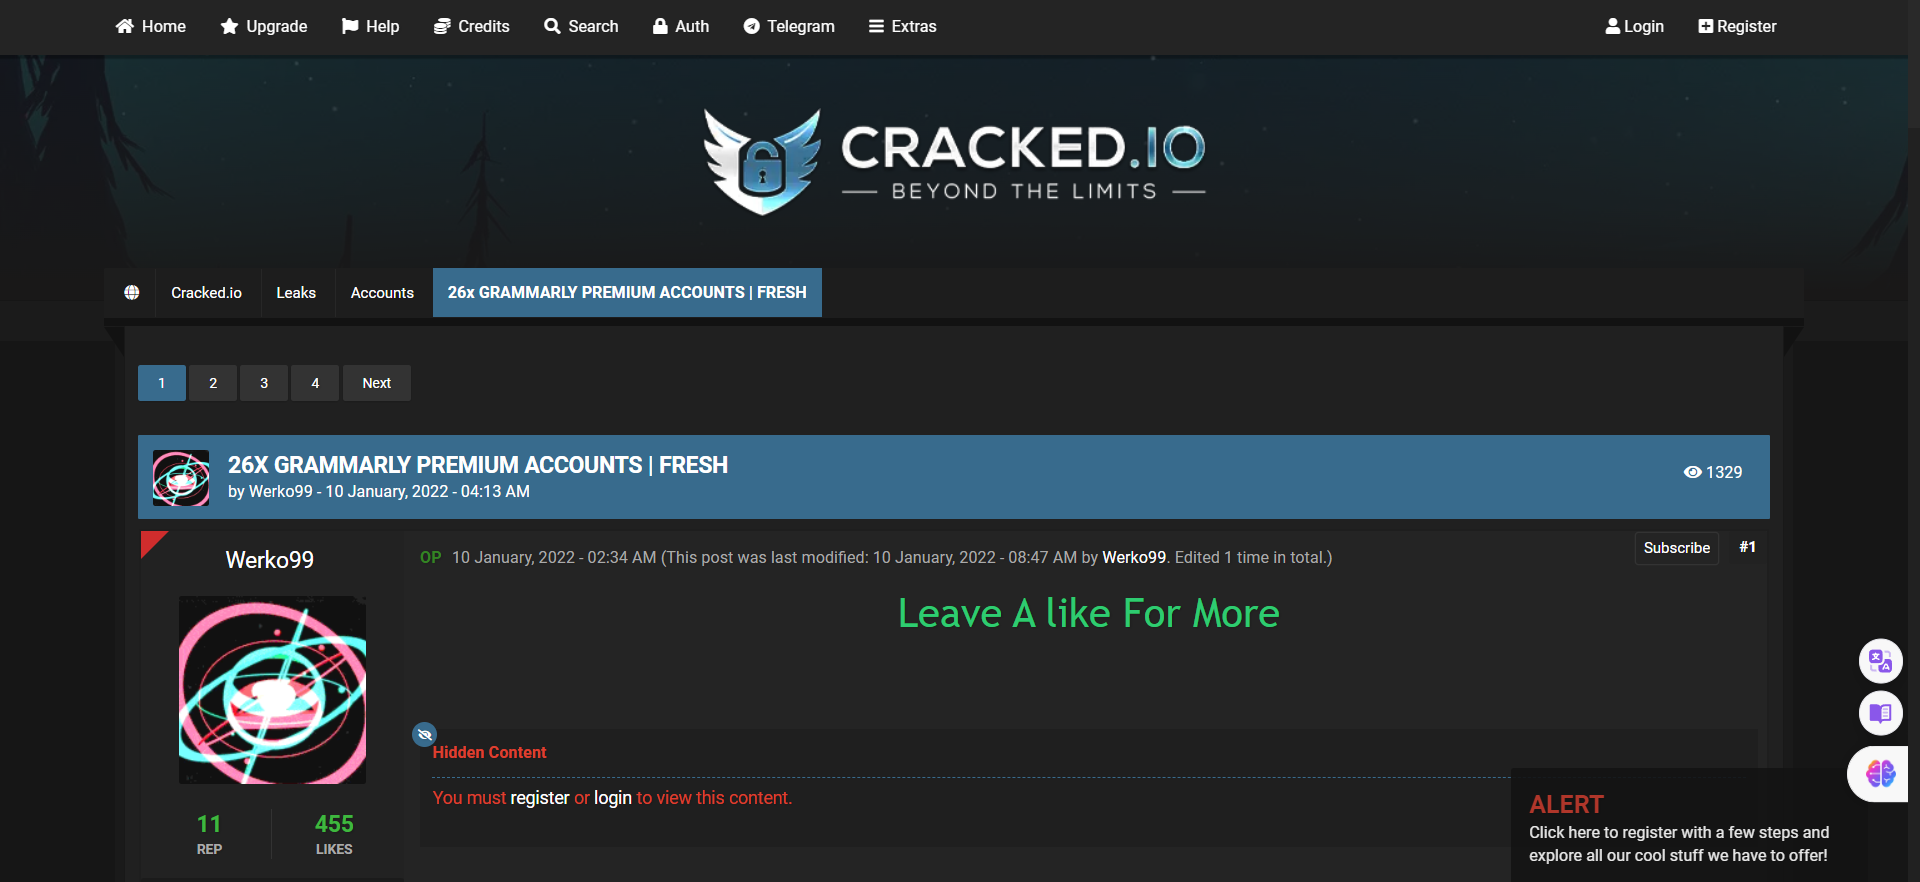 Home Upgrade Help Credits Search Auth Telegram Extras Login Register
CRACKED.IO
BEYOND THE LIMITS
Cracked.io Leaks Accounts 26x GRAMMARLY PREMIUM ACCOUNTS | FRESH
1 2 3 4 Next
26X GRAMMARLY PREMIUM ACCOUNTS | FRESH
by Werko99 - 10 January, 2022 - 04:13 AM
1329
Werko99
OP 10 January, 2022 - 02:34 AM (This post was last modified: 10 January, 2022 - 08:47 AM by Werko99. Edited 1 time in total.)
Subscribe #1
Leave A like For More
Hidden Content
You must register or login to view this content.
11 455
REP LIKES
ALERT
Click here to register with a few steps and
explore all our cool stuff we have to offer!